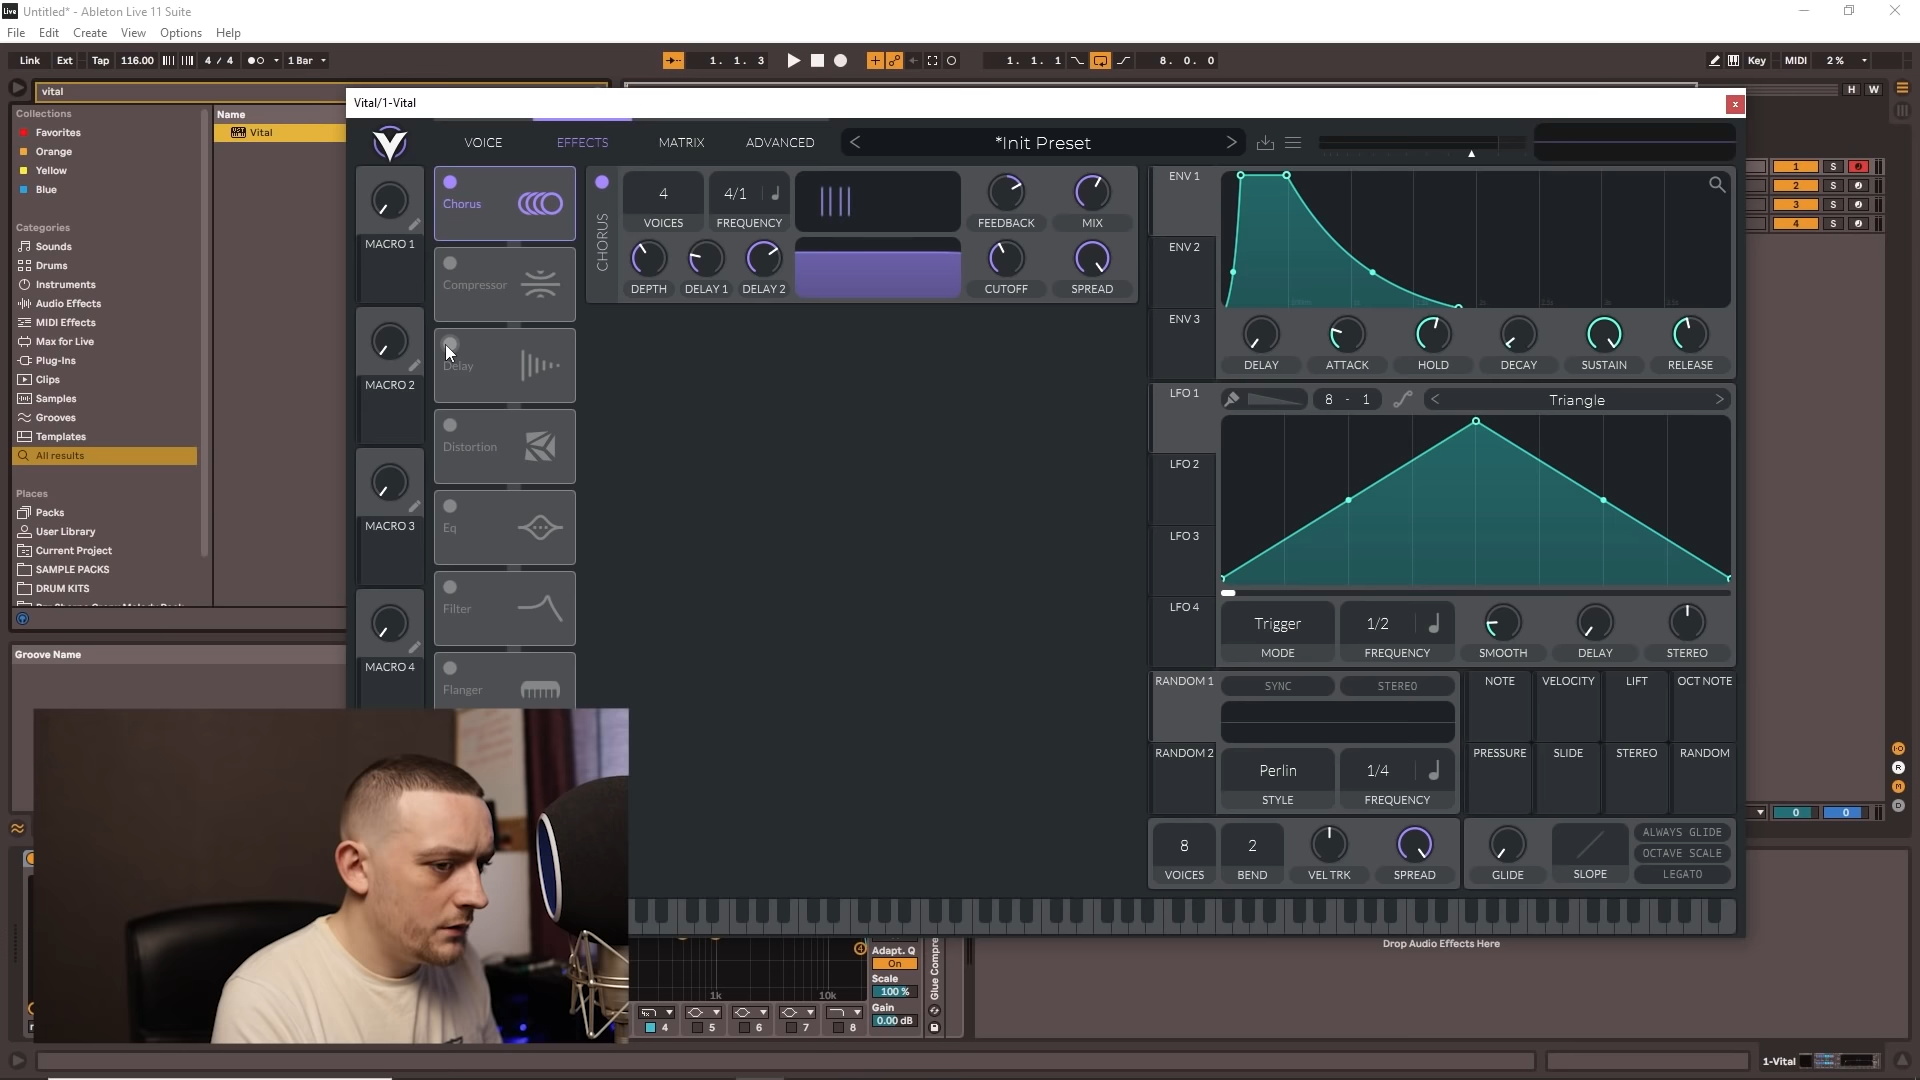 Untitled* - Ableton Live 11 Suite
File Edit Create View Options Help
Link Ext Tap 116.00 4 / 4 1 Bar 1. 1. 3 1. 1. 1 8. 0. 0 Key MIDI 2 %
vital
H W
Vital/1-Vital
Collections
Favorites
Orange
Yellow
Blue
Categories
Sounds
Drums
Instruments
Audio Effects
MIDI Effects
Max for Live
Plug-Ins
Clips
Samples
Grooves
Templates
All results
Places
Packs
User Library
Current Project
SAMPLE PACKS
DRUM KITS
Name
Vital
Groove Name
VOICE EFFECTS MATRIX ADVANCED *Init Preset
MACRO 1
MACRO 2
MACRO 3
MACRO 4
Chorus
Compressor
Delay
Distortion
Eq
Filter
Flanger
CHORUS
4 4/1
VOICES FREQUENCY FEEDBACK MIX
DEPTH DELAY 1 DELAY 2 CUTOFF SPREAD
ENV 1
ENV 2
ENV 3
DELAY ATTACK HOLD DECAY SUSTAIN RELEASE
LFO 1
LFO 2
LFO 3
LFO 4
8 - 1 Triangle
Trigger 1/2
MODE FREQUENCY SMOOTH DELAY STEREO
RANDOM 1 SYNC STEREO
RANDOM 2 Perlin 1/4
STYLE FREQUENCY
NOTE VELOCITY LIFT OCT NOTE
PRESSURE SLIDE STEREO RANDOM
8 2
VOICES BEND VEL TRK SPREAD
GLIDE SLOPE
ALWAYS GLIDE
OCTAVE SCALE
LEGATO
1 S
2 S
3 S
4 S
R
M
D
0 0
1k 10k
4 5 6 7 8
Adapt. Q
On
Scale
100 %
Gain
0.00 dB
Glue Compre
Drop Audio Effects Here
1-Vital